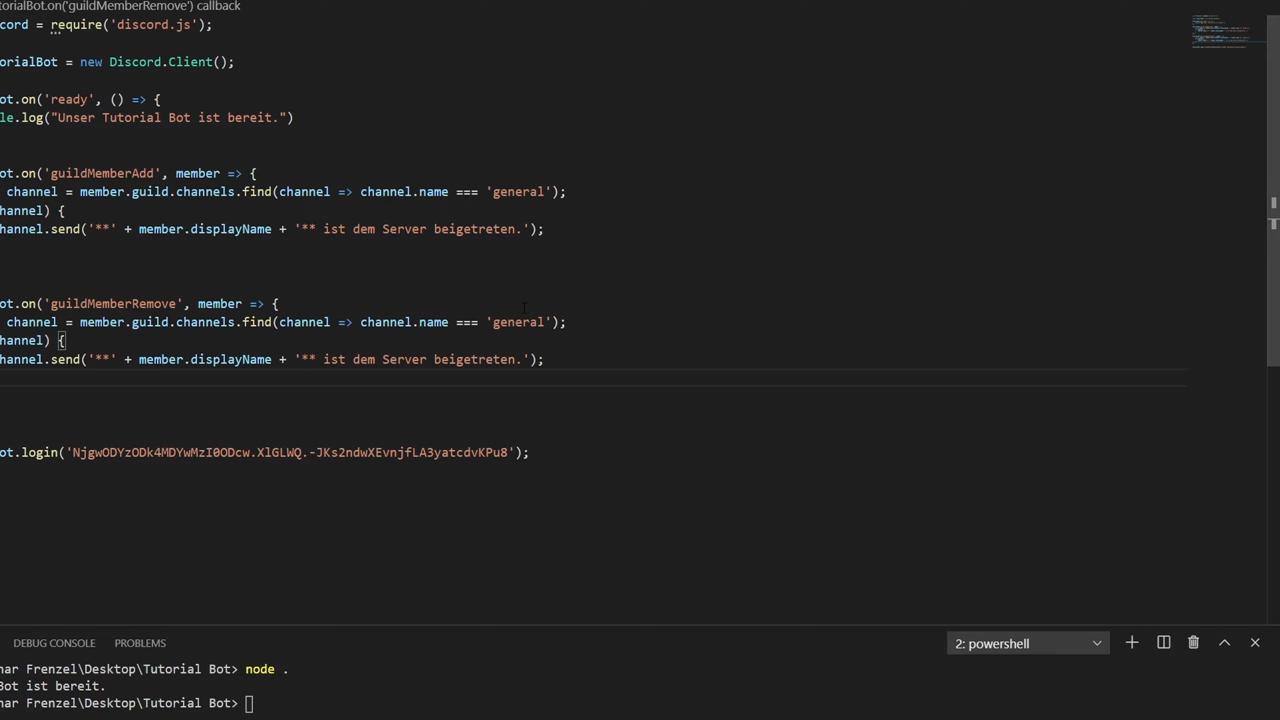 torialBot.on('guildMemberRemove') callback
cord = require('discord.js');
torialBot = new Discord.Client();
ot.on('ready', () => {
le.log("Unser Tutorial Bot ist bereit.")
ot.on('guildMemberAdd', member => {
channel = member.guild.channels.find(channel => channel.name === 'general');
hannel) {
hannel.send('**' + member.displayName + '** ist dem Server beigetreten.');
ot.on('guildMemberRemove', member => {
channel = member.guild.channels.find(channel => channel.name === 'general');
hannel) {
hannel.send('**' + member.displayName + '** ist dem Server beigetreten.');
ot.login('NjgwODYzODk4MDYwMzI0ODcw.XlGLWQ.-JKs2ndwXEvnjfLA3yatcdvKPu8');
DEBUG CONSOLE PROBLEMS 2: powershell
nar Frenzel\Desktop\Tutorial Bot> node .
Bot ist bereit.
nar Frenzel\Desktop\Tutorial Bot>